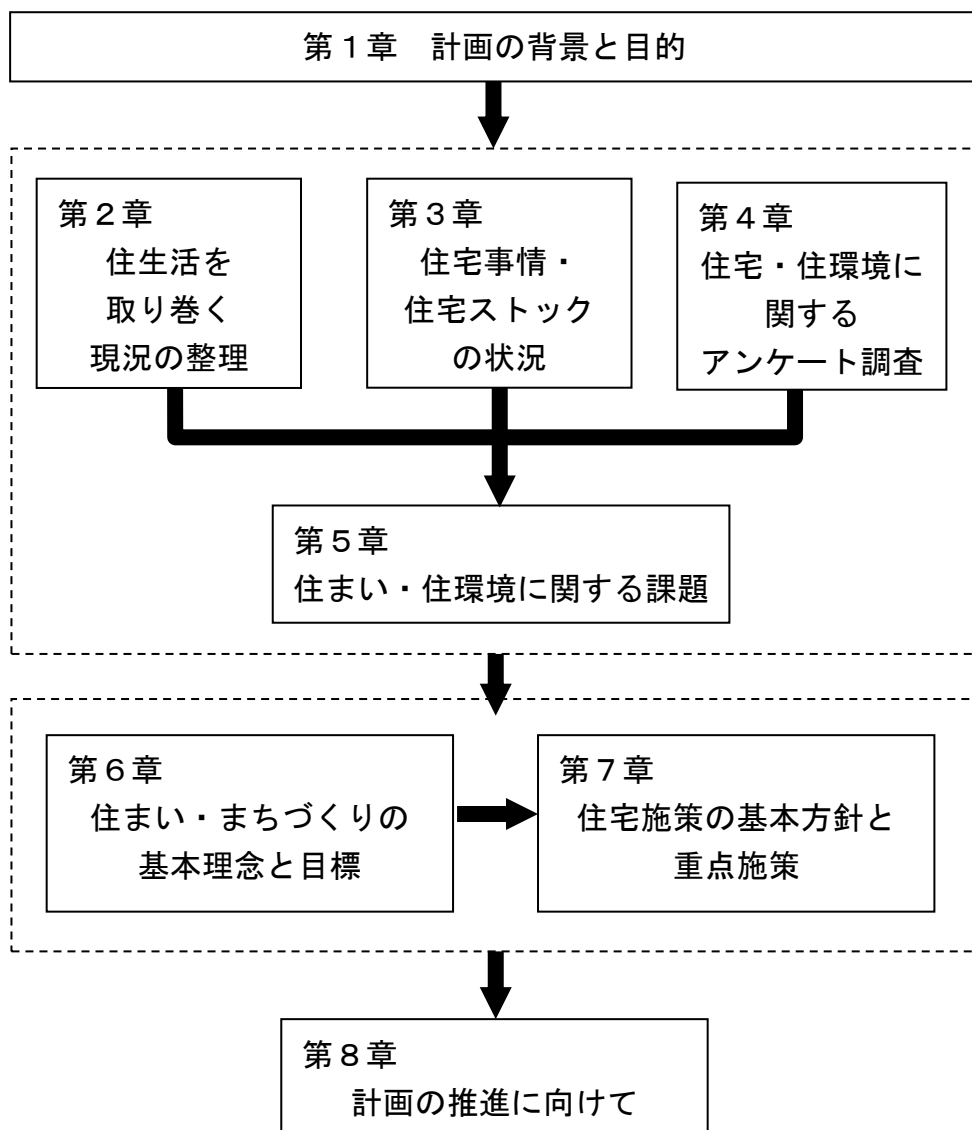 第１章　計画の背景と目的
第２章
住生活を
取り巻く
現況の整理
第３章
住宅事情・
住宅ストック
の状況
第４章
住宅・住環境に
関する
アンケート調査
第５章
住まい・住環境に関する課題
第６章
住まい・まちづくりの
基本理念と目標
第７章
住宅施策の基本方針と
重点施策
第８章
計画の推進に向けて